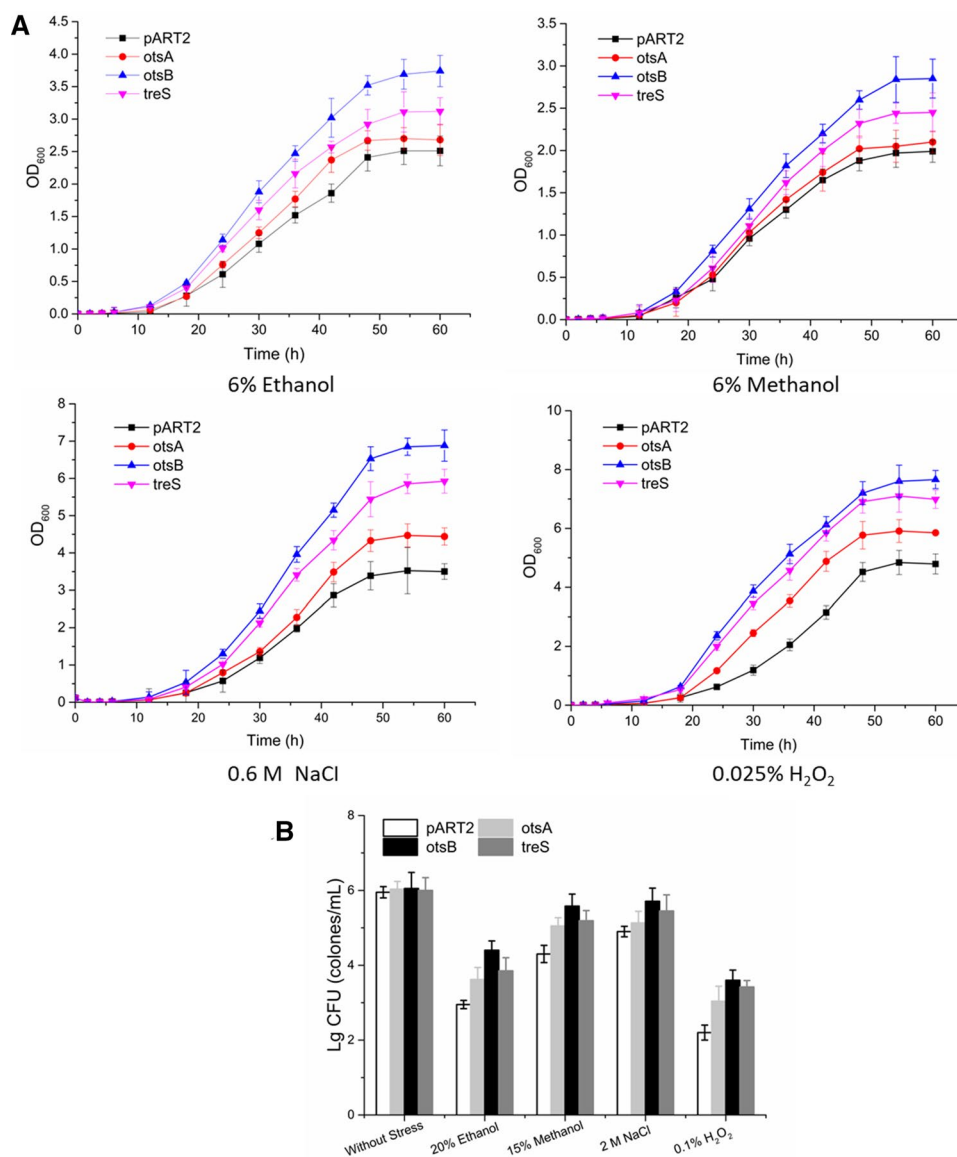 A
pART2
otsA
otsB
treS
OD600
4.5
4.0
3.5
3.0
2.5
2.0
1.5
1.0
0.5
0.0
0 10 20 30 40 50 60
Time (h)
6% Ethanol
pART2
otsA
otsB
treS
OD600
3.5
3.0
2.5
2.0
1.5
1.0
0.5
0.0
0 10 20 30 40 50 60
Time (h)
6% Methanol
pART2
otsA
otsB
treS
OD600
8
7
6
5
4
3
2
1
0
0 10 20 30 40 50 60
Time (h)
0.6 M NaCl
pART2
otsA
otsB
treS
OD600
10
8
6
4
2
0
0 10 20 30 40 50 60
Time (h)
0.025% H2O2
B
pART2 otsA
otsB treS
Lg CFU (colones/mL)
8
6
4
2
0
Without Stress 20% Ethanol 15% Methanol 2 M NaCl 0.1% H2O2